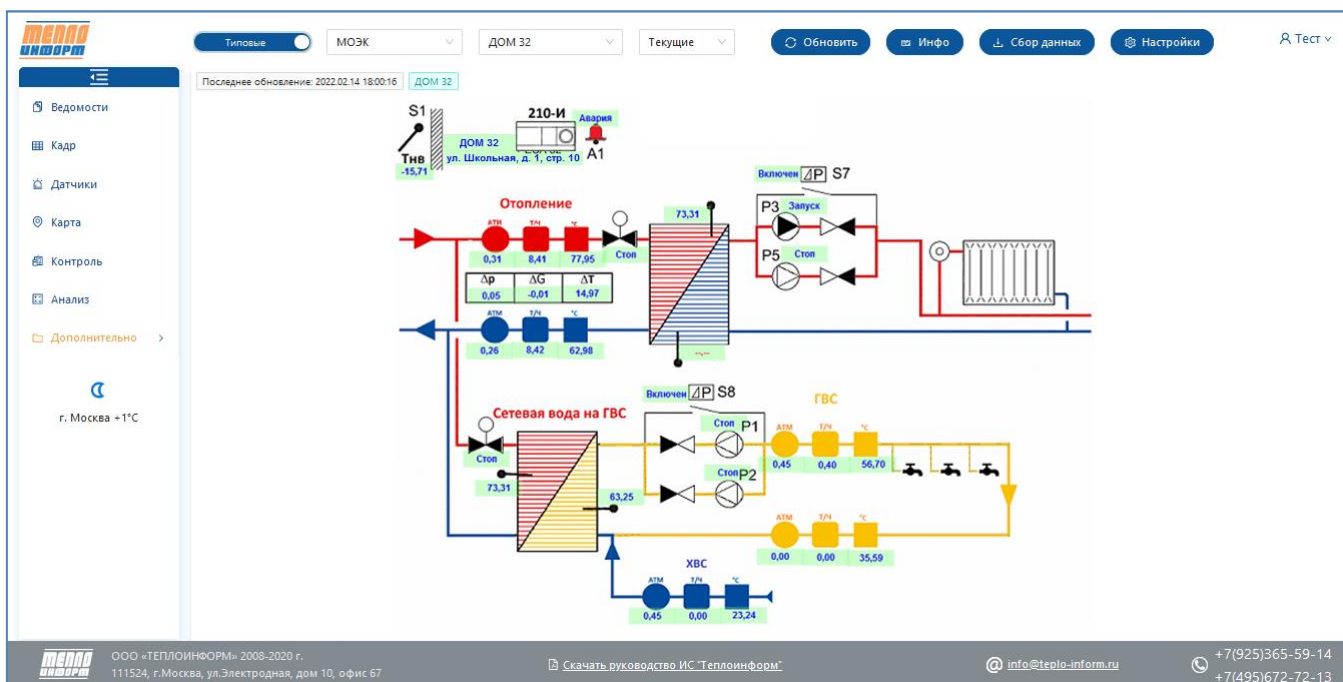 ТЕПЛО
ИНФОРМ
Типовые
МОЭК
ДОМ 32
Текущие
Обновить
Инфо
Сбор данных
Настройки
Тест
Последнее обновление: 2022.02.14 18:00:16
ДОМ 32
Ведомости
Кадр
Датчики
Карта
Контроль
Анализ
Дополнительно
г. Москва +1°C
S1
Тнв
-15,71
210-И
Авария
A1
ДОМ 32
ул. Школьная, д. 1, стр. 10
Включен ΔP S7
P3 Запуск
P5 Стоп
Отопление
АТИ Т/Ч °С
0,31 8,41 77,95 Стоп
73,31
Δp ΔG ΔT
0,05 -0,01 14,97
АТМ Т/Ч °С
0,26 8,42 62,98
--,--
Включен ΔP S8
Сетевая вода на ГВС
Стоп
73,31
63,25
Стоп P1
Стоп P2
ГВС
АТМ Т/Ч °С
0,45 0,40 56,70
АТМ Т/Ч °С
0,00 0,00 35,59
ХВС
АТМ Т/Ч °С
0,45 0,00 23,24
ТЕПЛО
ИНФОРМ
ООО «ТЕПЛОИНФОРМ» 2008-2020 г.
111524, г.Москва, ул.Электродная, дом 10, офис 67
Скачать руководство ИС "Теплоинформ"
info@teplo-inform.ru
+7(925)365-59-14
+7(495)672-72-13